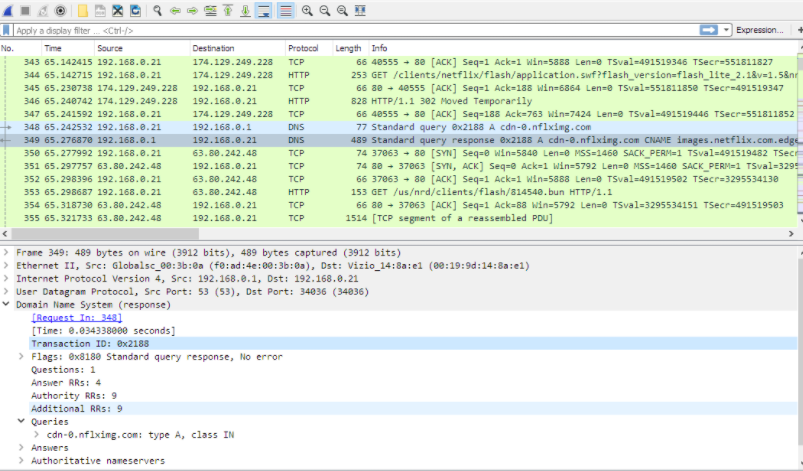 Apply a display filter ... <Ctrl-/>
Expression...
No. Time Source Destination Protocol Length Info
343 65.142415 192.168.0.21 174.129.249.228 TCP 66 40555 → 80 [ACK] Seq=1 Ack=1 Win=5888 Len=0 TSval=491519346 TSecr=551811827
344 65.142715 192.168.0.21 174.129.249.228 HTTP 253 GET /clients/netflix/flash/application.swf?flash_version=flash_lite_2.1&v=1.5&n
345 65.230738 174.129.249.228 192.168.0.21 TCP 66 80 → 40555 [ACK] Seq=1 Ack=188 Win=6864 Len=0 TSval=551811850 TSecr=491519347
346 65.240742 174.129.249.228 192.168.0.21 HTTP 828 HTTP/1.1 302 Moved Temporarily
347 65.241592 192.168.0.21 174.129.249.228 TCP 66 40555 → 80 [ACK] Seq=188 Ack=763 Win=7424 Len=0 TSval=491519446 TSecr=551811852
348 65.242532 192.168.0.21 192.168.0.1 DNS 77 Standard query 0x2188 A cdn-0.nflximg.com
349 65.276870 192.168.0.1 192.168.0.21 DNS 489 Standard query response 0x2188 A cdn-0.nflximg.com CNAME images.netflix.com.edge
350 65.277992 192.168.0.21 63.80.242.48 TCP 74 37063 → 80 [SYN] Seq=0 Win=5840 Len=0 MSS=1460 SACK_PERM=1 TSval=491519482 TSec
351 65.297757 63.80.242.48 192.168.0.21 TCP 74 80 → 37063 [SYN, ACK] Seq=0 Ack=1 Win=5792 Len=0 MSS=1460 SACK_PERM=1 TSval=3295
352 65.298396 192.168.0.21 63.80.242.48 TCP 66 37063 → 80 [ACK] Seq=1 Ack=1 Win=5888 Len=0 TSval=491519502 TSecr=3295534130
353 65.298687 192.168.0.21 63.80.242.48 HTTP 153 GET /us/nrd/clients/flash/814540.bun HTTP/1.1
354 65.318730 63.80.242.48 192.168.0.21 TCP 66 80 → 37063 [ACK] Seq=1 Ack=88 Win=5792 Len=0 TSval=3295534151 TSecr=491519503
355 65.321733 63.80.242.48 192.168.0.21 TCP 1514 [TCP segment of a reassembled PDU]
Frame 349: 489 bytes on wire (3912 bits), 489 bytes captured (3912 bits)
Ethernet II, Src: Globalsc_00:3b:0a (f0:ad:4e:00:3b:0a), Dst: Vizio_14:8a:e1 (00:19:9d:14:8a:e1)
Internet Protocol Version 4, Src: 192.168.0.1, Dst: 192.168.0.21
User Datagram Protocol, Src Port: 53 (53), Dst Port: 34036 (34036)
Domain Name System (response)
[Request In: 348]
[Time: 0.034338000 seconds]
Transaction ID: 0x2188
Flags: 0x8180 Standard query response, No error
Questions: 1
Answer RRs: 4
Authority RRs: 9
Additional RRs: 9
Queries
cdn-0.nflximg.com: type A, class IN
Answers
Authoritative nameservers